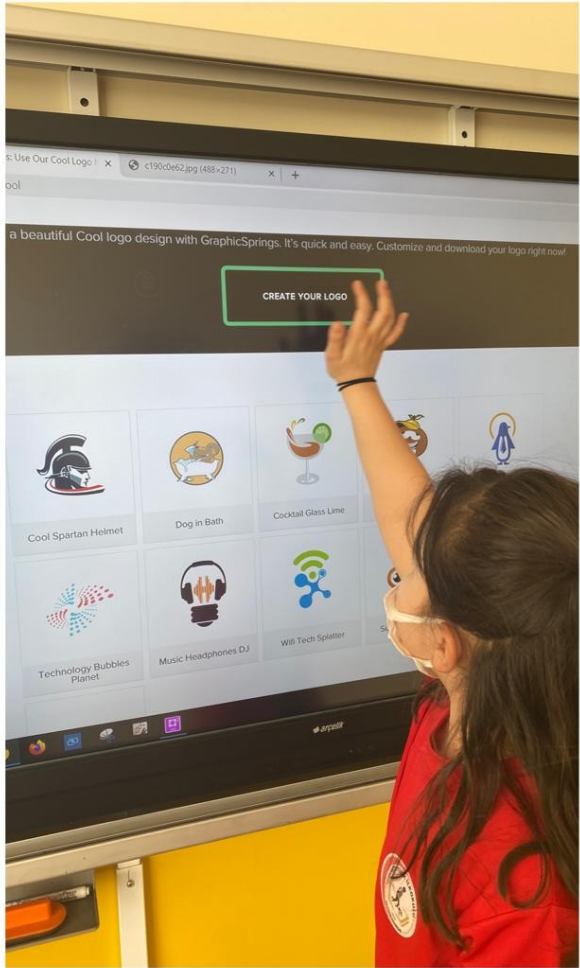 s: Use Our Cool Logo
c190c0e62.jpg (488×271)
ool
a beautiful Cool logo design with GraphicSprings. It's quick and easy. Customize and download your logo right now!
CREATE YOUR LOGO
Cool Spartan Helmet
Dog in Bath
Cocktail Glass Lime
Technology Bubbles
Planet
Music Headphones DJ
Wifi Tech Splatter
arçelik